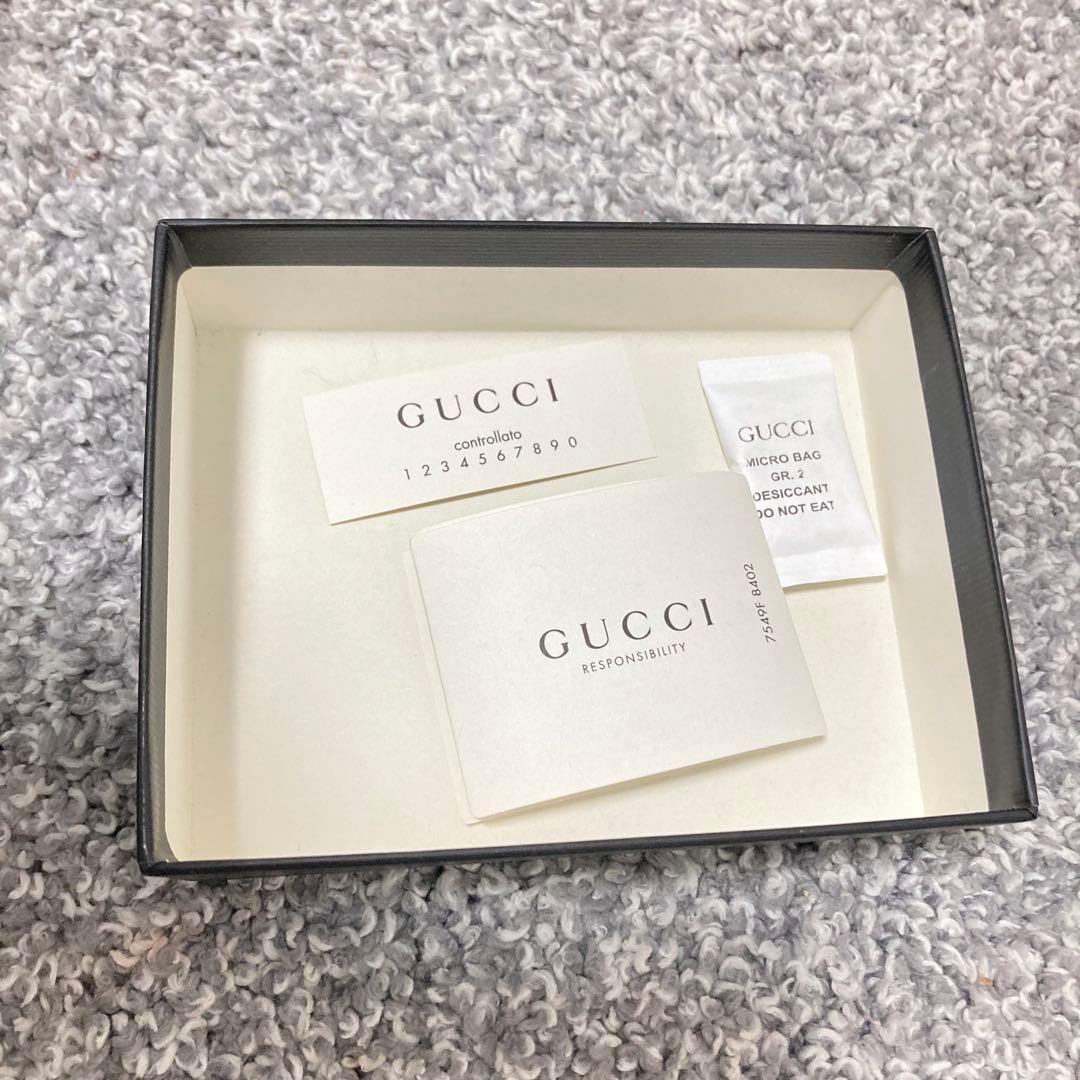 GUCCI
controllato
1 2 3 4 5 6 7 8 9 0
GUCCI
MICRO BAG
GR. 2
DESICCANT
DO NOT EAT
GUCCI
RESPONSIBILITY
7549F 8402